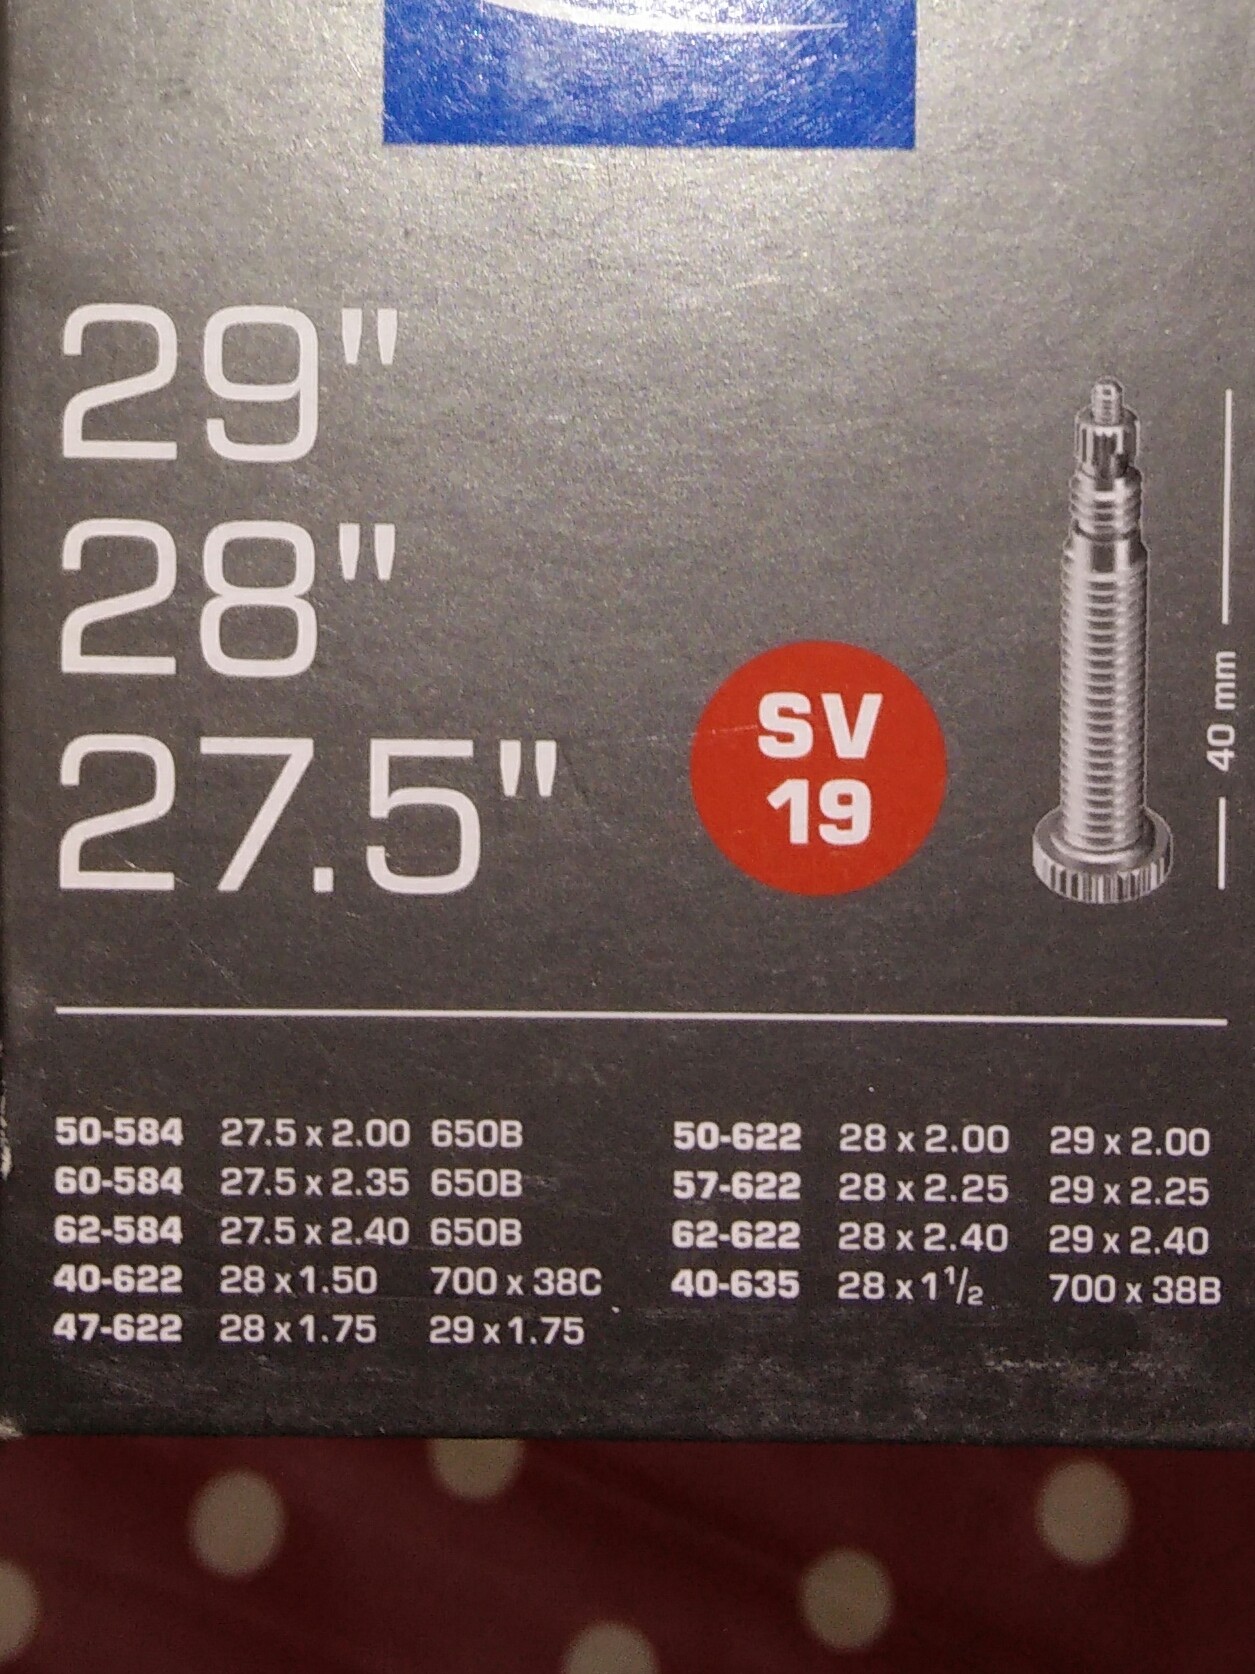 29"
28"
27.5"
SV
19
40 mm
50-584 27.5 x 2.00 650B
60-584 27.5 x 2.35 650B
62-584 27.5 x 2.40 650B
40-622 28 x 1.50 700 x 38C
47-622 28 x 1.75 29 x 1.75
50-622 28 x 2.00 29 x 2.00
57-622 28 x 2.25 29 x 2.25
62-622 28 x 2.40 29 x 2.40
40-635 28 x 1 1/2 700 x 38B